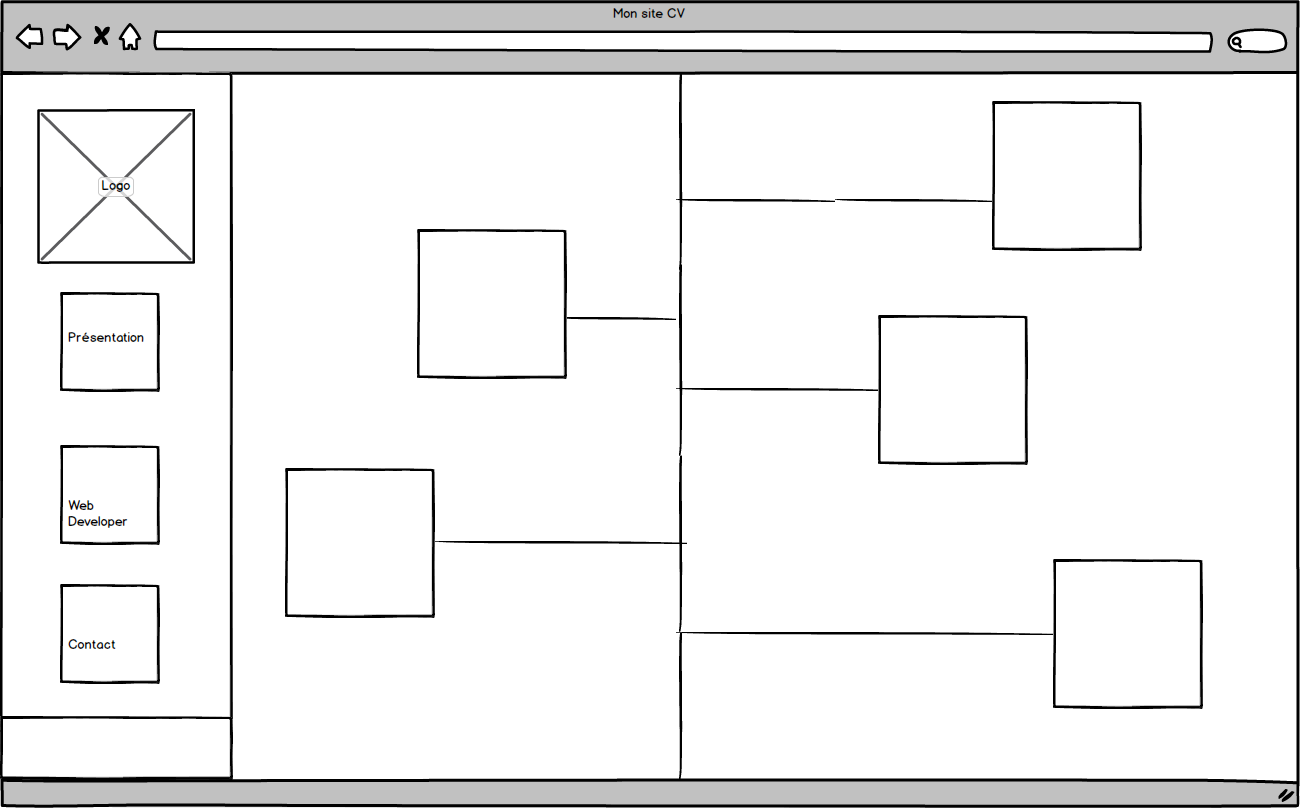 Mon site CV
Logo
Présentation
Web
Developer
Contact